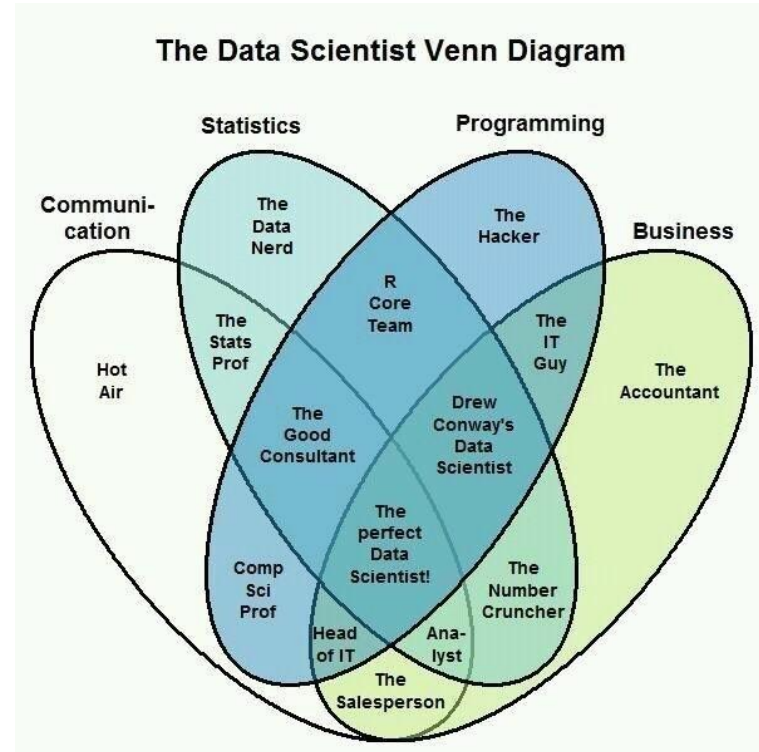 The Data Scientist Venn Diagram
Statistics
Programming
Communi-
cation
Business
The
Data
Nerd
The
Hacker
R
Core
Team
The
Stats
Prof
The
IT
Guy
Hot
Air
The
Accountant
The
Good
Consultant
Drew
Conway's
Data
Scientist
The
perfect
Data
Scientist!
Comp
Sci
Prof
The
Number
Cruncher
Head
of IT
Ana-
lyst
The
Salesperson